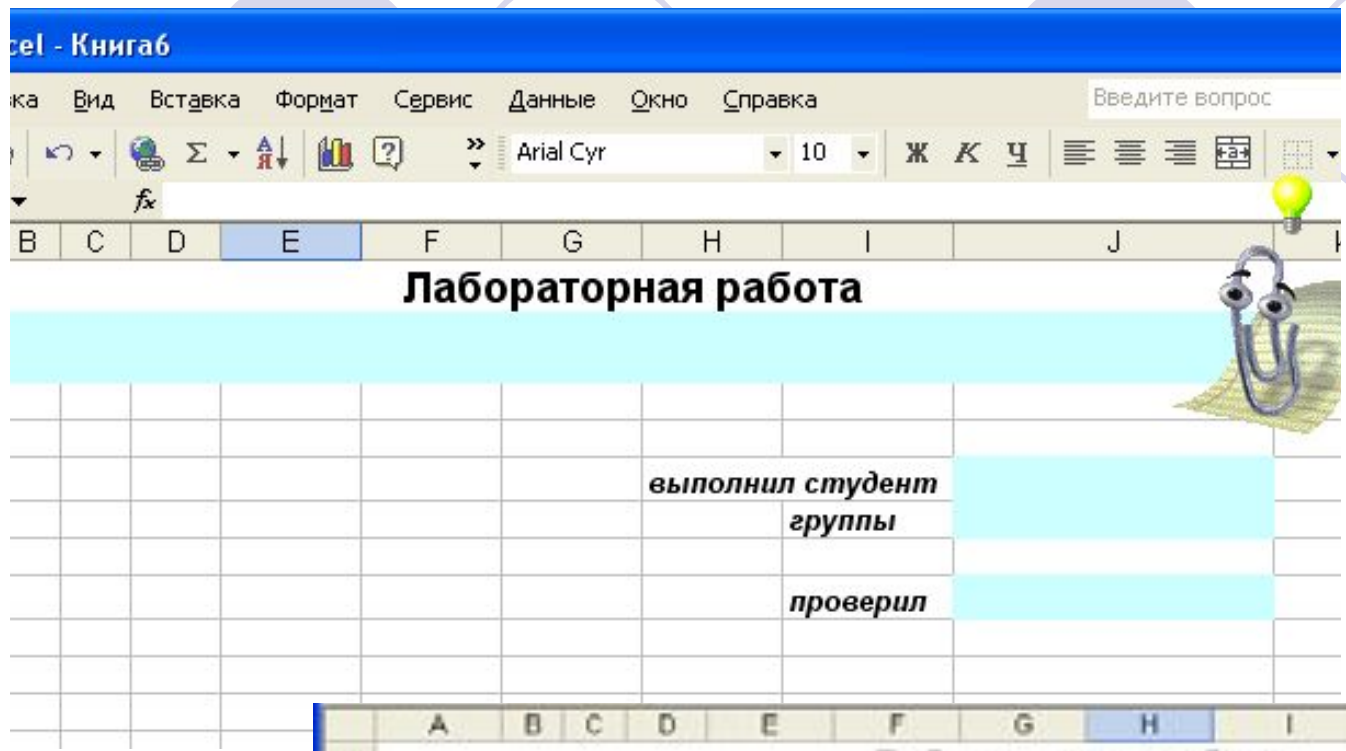 cel - Книга6
ка Вид Вставка Формат Сервис Данные Окно Справка Введите вопрос
Σ А Я ? » Arial Cyr 10 Ж К Ч a
fx
B C D E F G H I J
Лабораторная работа
выполнил студент
группы
проверил
A B C D E F G H I